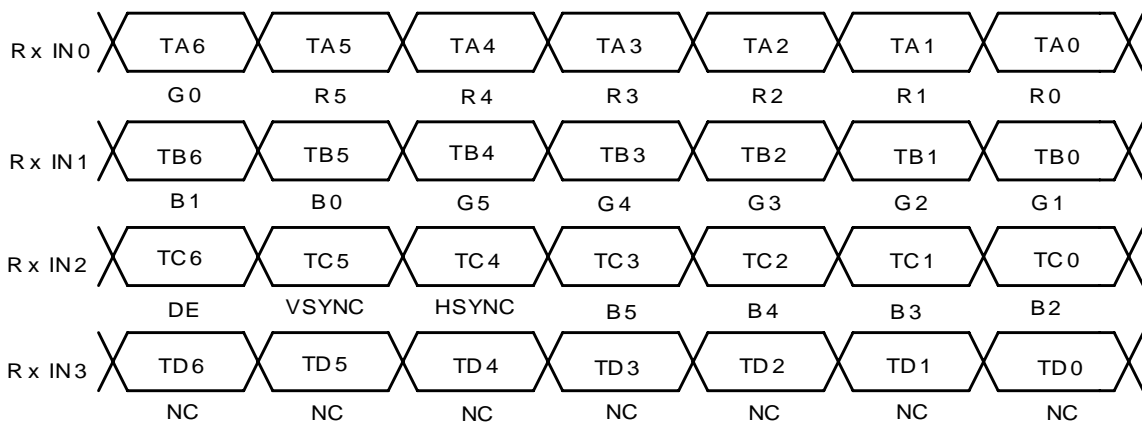 Rx IN0 TA6 TA5 TA4 TA3 TA2 TA1 TA0
G0 R5 R4 R3 R2 R1 R0
Rx IN1 TB6 TB5 TB4 TB3 TB2 TB1 TB0
B1 B0 G5 G4 G3 G2 G1
Rx IN2 TC6 TC5 TC4 TC3 TC2 TC1 TC0
DE VSYNC HSYNC B5 B4 B3 B2
Rx IN3 TD6 TD5 TD4 TD3 TD2 TD1 TD0
NC NC NC NC NC NC NC